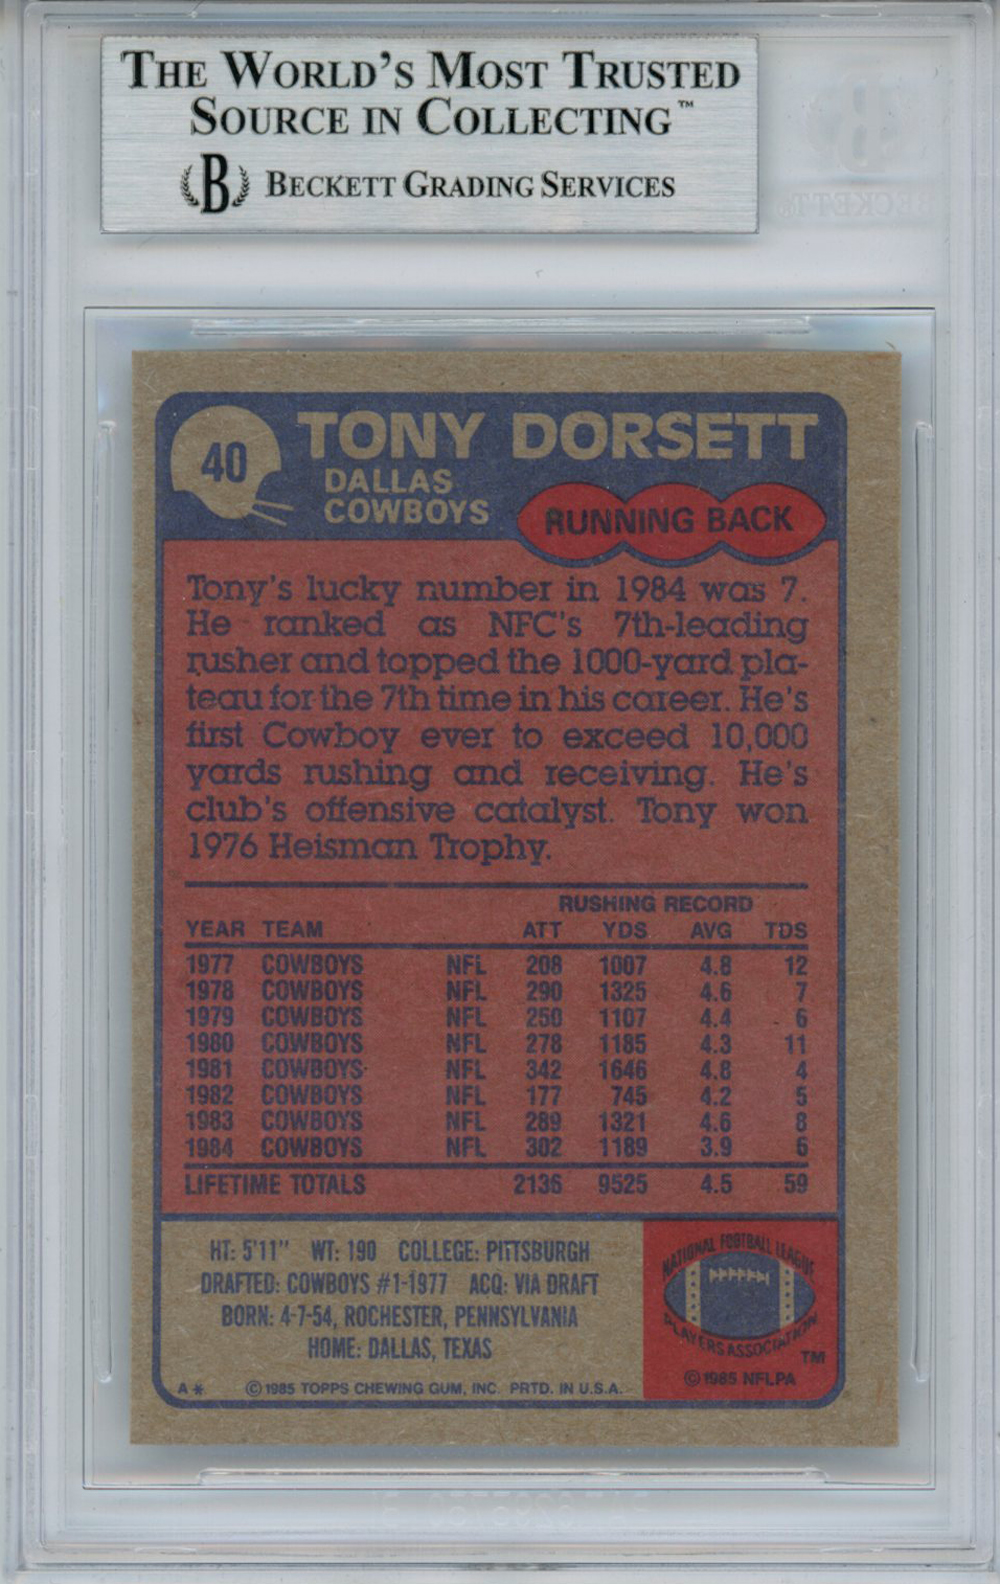 THE WORLD'S MOST TRUSTED
SOURCE IN COLLECTING™
B BECKETT GRADING SERVICES
40
TONY DORSETT
DALLAS
COWBOYS
RUNNING BACK
Tony's lucky number in 1984 was 7.
He ranked as NFC's 7th-leading
rusher and topped the 1000-yard pla-
teau for the 7th time in his career. He's
first Cowboy ever to exceed 10,000
yards rushing and receiving. He's
club's offensive catalyst. Tony won
1976 Heisman Trophy.
RUSHING RECORD
YEAR TEAM ATT YDS AVG TDS
1977 COWBOYS NFL 208 1007 4.8 12
1978 COWBOYS NFL 290 1325 4.6 7
1979 COWBOYS NFL 250 1107 4.4 6
1980 COWBOYS NFL 278 1185 4.3 11
1981 COWBOYS NFL 342 1646 4.8 4
1982 COWBOYS NFL 177 745 4.2 5
1983 COWBOYS NFL 289 1321 4.6 8
1984 COWBOYS NFL 302 1189 3.9 6
LIFETIME TOTALS 2136 9525 4.5 59
HT: 5'11" WT: 190 COLLEGE: PITTSBURGH
DRAFTED: COWBOYS #1-1977 ACQ: VIA DRAFT
BORN: 4-7-54, ROCHESTER, PENNSYLVANIA
HOME: DALLAS, TEXAS
A* ©1985 TOPPS CHEWING GUM, INC. PRTD. IN U.S.A.
NATIONAL FOOTBALL LEAGUE
PLAYERS ASSOCIATION
TM
©1985 NFLPA